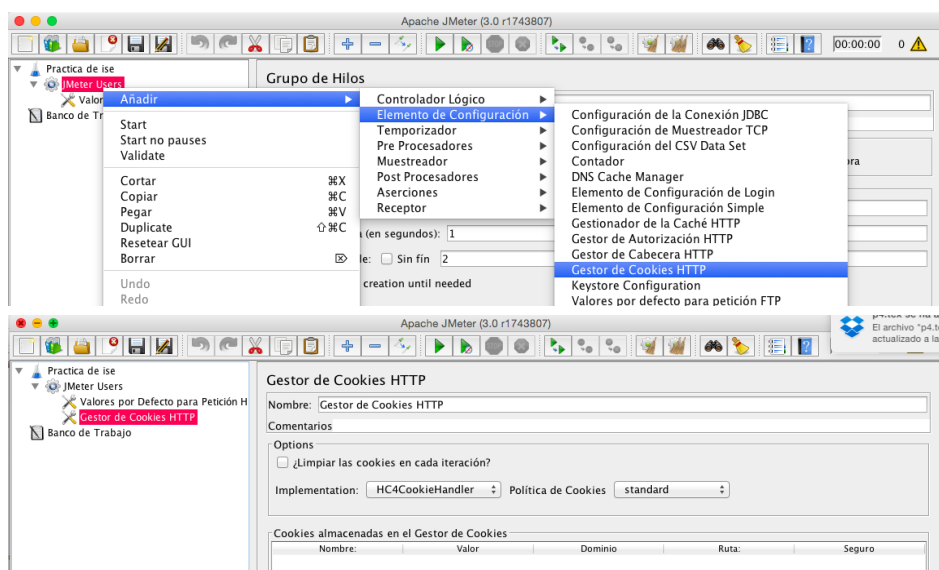 Apache JMeter (3.0 r1743807)
00:00:00 0
Practica de ise
JMeter Users
Valor
Banco de Tr
Grupo de Hilos
Añadir
Start
Start no pauses
Validate
Cortar ⌘X
Copiar ⌘C
Pegar ⌘V
Duplicate ⇧⌘C
Resetear GUI
Borrar ⌦
Undo
Redo
Controlador Lógico
Elemento de Configuración
Temporizador
Pre Procesadores
Muestreador
Post Procesadores
Aserciones
Receptor
Configuración de la Conexión JDBC
Configuración de Muestreador TCP
Configuración del CSV Data Set
Contador
DNS Cache Manager
Elemento de Configuración de Login
Elemento de Configuración Simple
Gestionador de la Caché HTTP
Gestor de Autorización HTTP
Gestor de Cabecera HTTP
Gestor de Cookies HTTP
Keystore Configuration
Valores por defecto para petición FTP
(en segundos): 1
le: Sin fín 2
creation until needed
Apache JMeter (3.0 r1743807)
El archivo "p4.te
actualizado a la
Practica de ise
JMeter Users
Valores por Defecto para Petición H
Gestor de Cookies HTTP
Banco de Trabajo
Gestor de Cookies HTTP
Nombre: Gestor de Cookies HTTP
Comentarios
Options
¿Limpiar las cookies en cada iteración?
Implementation: HC4CookieHandler Política de Cookies standard
Cookies almacenadas en el Gestor de Cookies
Nombre: Valor Dominio Ruta: Seguro